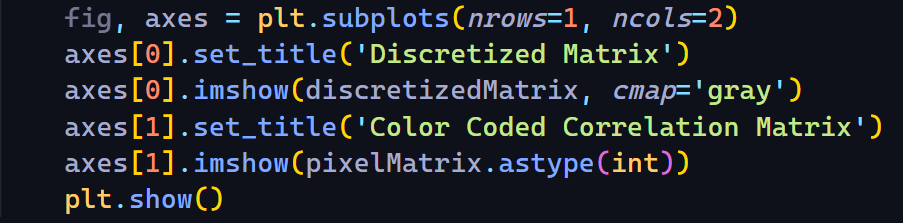 fig, axes = plt.subplots(nrows=1, ncols=2)
axes[0].set_title('Discretized Matrix')
axes[0].imshow(discretizedMatrix, cmap='gray')
axes[1].set_title('Color Coded Correlation Matrix')
axes[1].imshow(pixelMatrix.astype(int))
plt.show()